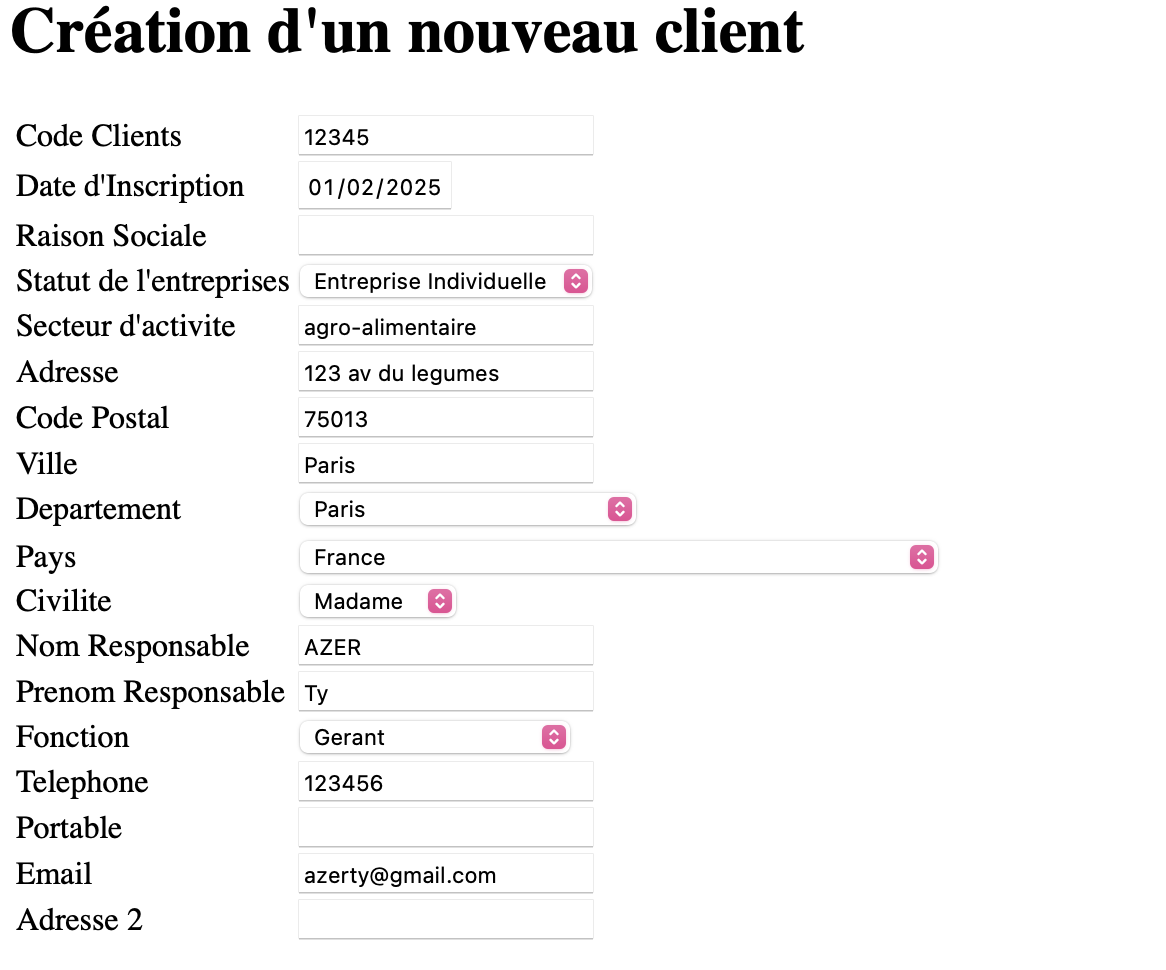 Création d'un nouveau client
Code Clients 12345
Date d'Inscription 01/02/2025
Raison Sociale
Statut de l'entreprises Entreprise Individuelle
Secteur d'activite agro-alimentaire
Adresse 123 av du legumes
Code Postal 75013
Ville Paris
Departement Paris
Pays France
Civilite Madame
Nom Responsable AZER
Prenom Responsable Ty
Fonction Gerant
Telephone 123456
Portable
Email azerty@gmail.com
Adresse 2